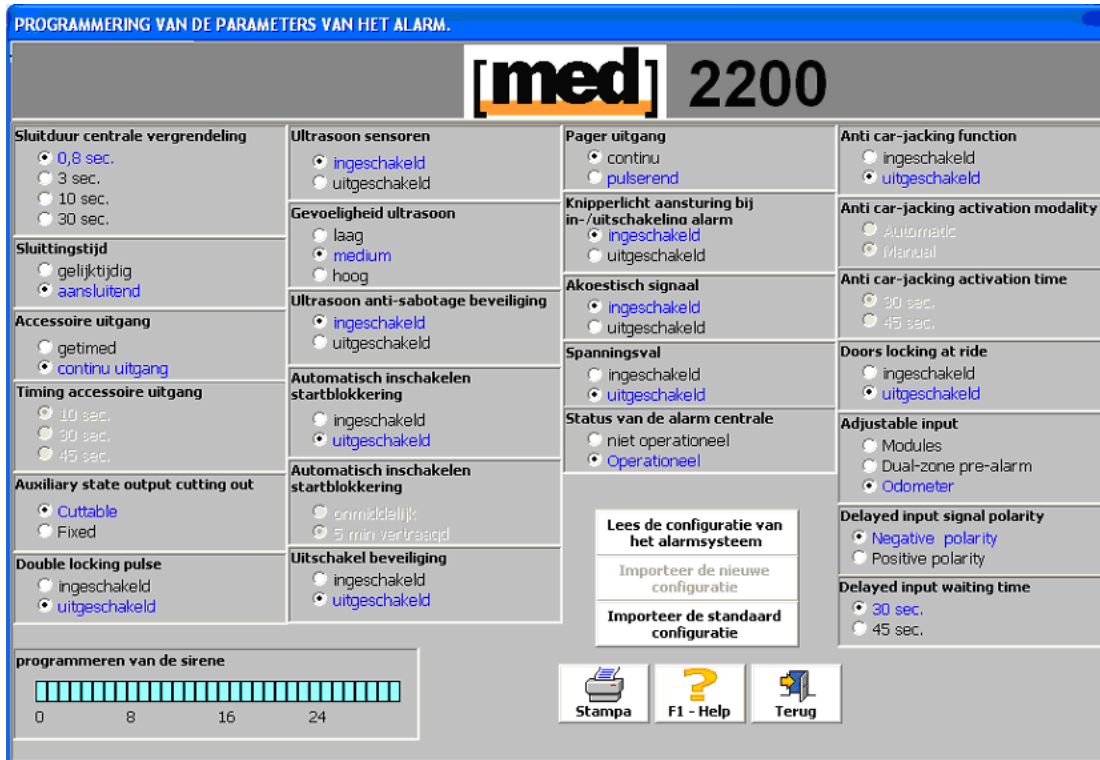 PROGRAMMERING VAN DE PARAMETERS VAN HET ALARM.
[med] 2200
Sluitduur centrale vergrendeling
0,8 sec.
3 sec.
10 sec.
30 sec.
Sluittingstijd
gelijktijdig
aansluitend
Accessoire uitgang
getimed
continu uitgang
Timing accessoire uitgang
10 sec.
30 sec.
45 sec.
Auxiliary state output cutting out
Cuttable
Fixed
Double locking pulse
ingeschakeld
uitgeschakeld
Ultrasoon sensoren
ingeschakeld
uitgeschakeld
Gevoeligheid ultrasoon
laag
medium
hoog
Ultrasoon anti-sabotage beveiliging
ingeschakeld
uitgeschakeld
Automatisch inschakelen
startblokkering
ingeschakeld
uitgeschakeld
Automatisch inschakelen
startblokkering
onmiddelijk
5 min vertraagd
Uitschakel beveiliging
ingeschakeld
uitgeschakeld
Pager uitgang
continu
pulserend
Knipperlicht aansturing bij
in-/uitschakeling alarm
ingeschakeld
uitgeschakeld
Akoestisch signaal
ingeschakeld
uitgeschakeld
Spanningsval
ingeschakeld
uitgeschakeld
Status van de alarm centrale
niet operationeel
Operationeel
Lees de configuratie van
het alarmsysteem
Importeer de nieuwe
configuratie
Importeer de standaard
configuratie
Anti car-jacking function
ingeschakeld
uitgeschakeld
Anti car-jacking activation modality
Automatic
Manual
Anti car-jacking activation time
30 sec.
45 sec.
Doors locking at ride
ingeschakeld
uitgeschakeld
Adjustable input
Modules
Dual-zone pre-alarm
Odometer
Delayed input signal polarity
Negative polarity
Positive polarity
Delayed input waiting time
30 sec.
45 sec.
programmeren van de sirene
0 8 16 24
Stampa
F1 - Help
Terug